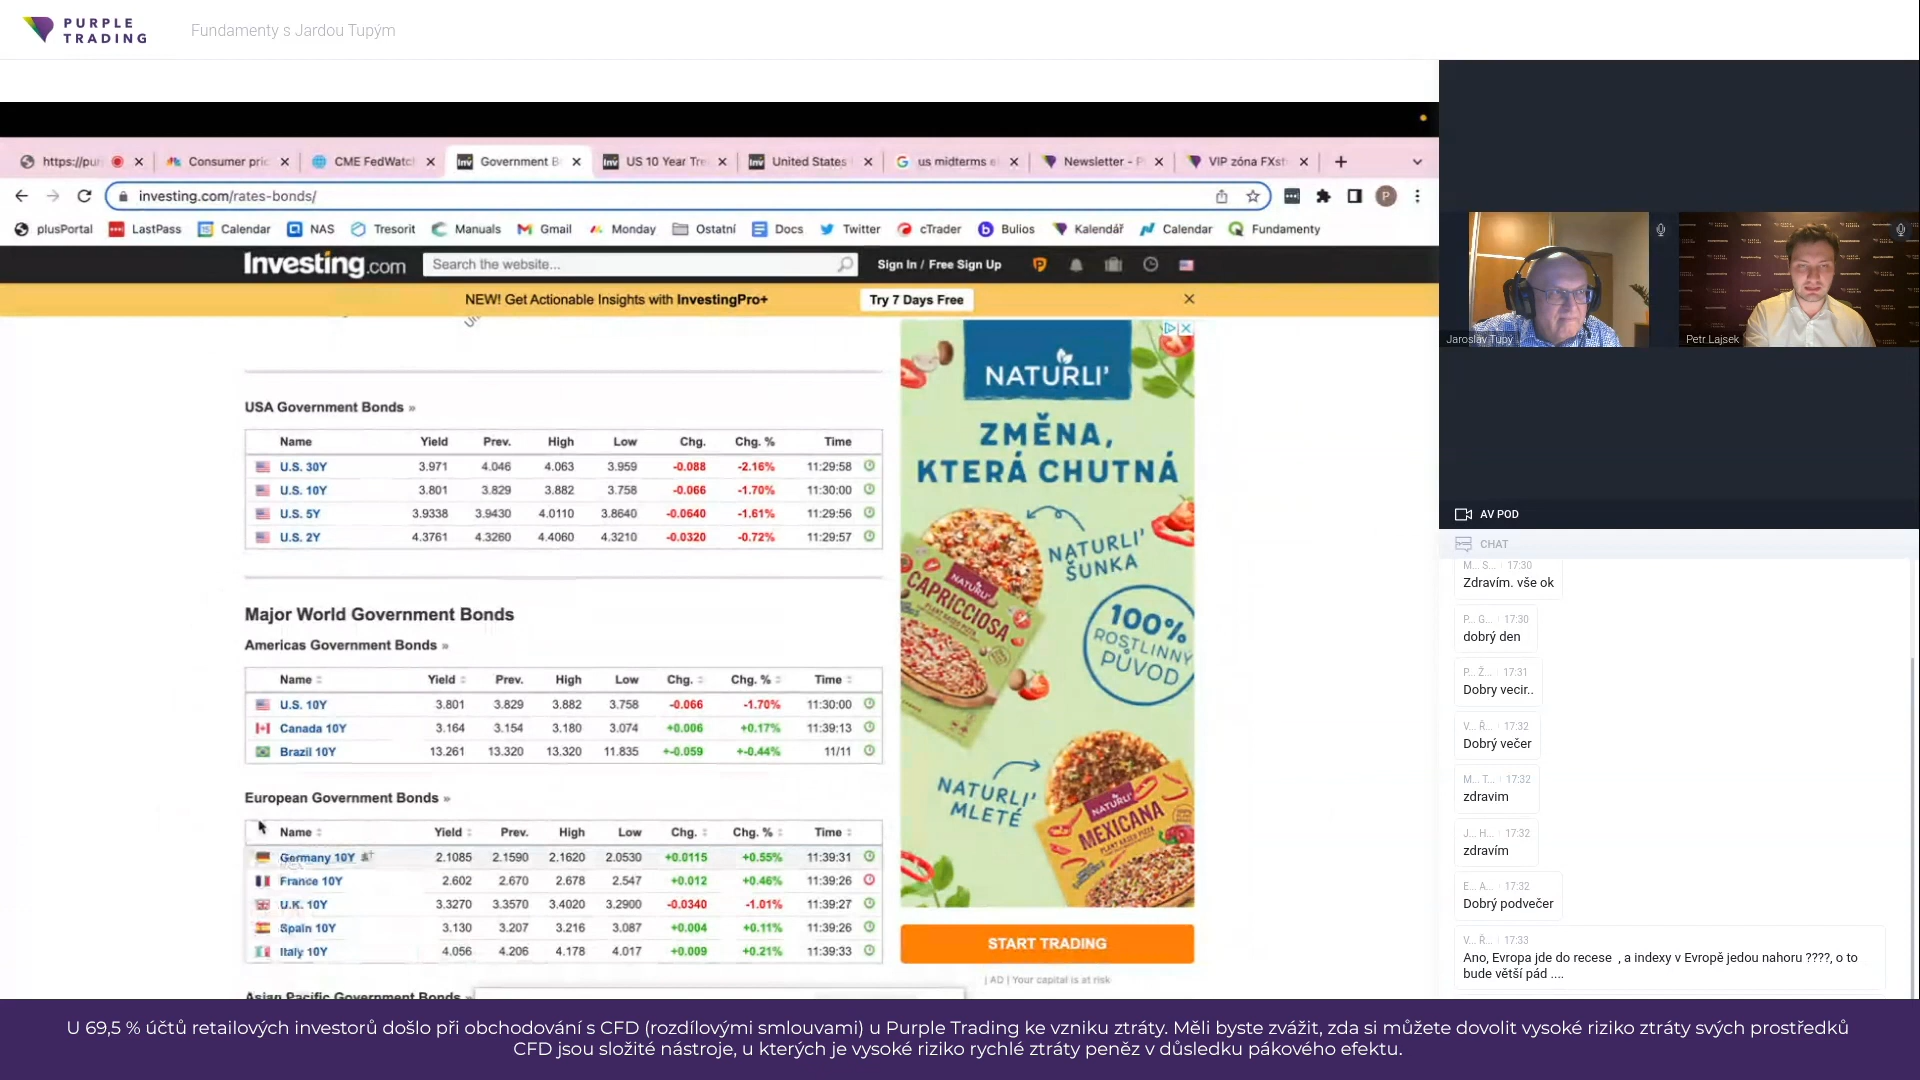 PURPLE TRADING
Fundamenty s Jardou Tupým
https://pur
Consumer pric
CME FedWatc
Government B
US 10 Year Tre
United States
us midterms e
Newsletter - P
VIP zóna FXst
investing.com/rates-bonds/
P
plusPortal LastPass Calendar NAS Tresorit Manuals Gmail Monday Ostatní Docs Twitter cTrader Bulios Kalendář Calendar Fundamenty
Investing.com
Search the website...
Sign In / Free Sign Up
NEW! Get Actionable Insights with InvestingPro+
Try 7 Days Free
USA Government Bonds »
Name Yield Prev. High Low Chg. Chg. % Time
U.S. 30Y 3.971 4.046 4.063 3.959 -0.088 -2.16% 11:29:58
U.S. 10Y 3.801 3.829 3.882 3.758 -0.066 -1.70% 11:30:00
U.S. 5Y 3.9338 3.9430 4.0110 3.8640 -0.0640 -1.61% 11:29:56
U.S. 2Y 4.3761 4.3260 4.4060 4.3210 -0.0320 -0.72% 11:29:57
Major World Government Bonds
Americas Government Bonds »
Name Yield Prev. High Low Chg. Chg. % Time
U.S. 10Y 3.801 3.829 3.882 3.758 -0.066 -1.70% 11:30:00
Canada 10Y 3.164 3.154 3.180 3.074 +0.006 +0.17% 11:39:13
Brazil 10Y 13.261 13.320 13.320 11.835 +-0.059 +-0.44% 11/11
European Government Bonds »
Name Yield Prev. High Low Chg. Chg. % Time
Germany 10Y 2.1085 2.1590 2.1620 2.0530 +0.0115 +0.55% 11:39:31
France 10Y 2.602 2.670 2.678 2.547 +0.012 +0.46% 11:39:26
U.K. 10Y 3.3270 3.3570 3.4020 3.2900 -0.0340 -1.01% 11:39:27
Spain 10Y 3.130 3.207 3.216 3.087 +0.004 +0.11% 11:39:26
Italy 10Y 4.056 4.206 4.178 4.017 +0.009 +0.21% 11:39:33
Asian Pacific Government Bonds »
NATURLI'
ZMĚNA,
KTERÁ CHUTNÁ
NATURLI'
ŠUNKA
NATURLI'
CAPRICCIOSA
100%
ROSTLINNÝ
PŮVOD
NATURLI'
MLETÉ
NATURLI'
MEXICANA
START TRADING
| AD | Your capital is at risk
Jaroslav Tupý
Petr Lajsek
AV POD
CHAT
M... S... 17:30
Zdravím. vše ok
P... G... 17:30
dobrý den
P... Ž... 17:31
Dobry vecir..
V... Ř... 17:32
Dobrý večer
M... T... 17:32
zdravim
J... H... 17:32
zdravím
E... A... 17:32
Dobrý podvečer
V... Ř... 17:33
Ano, Evropa jde do recese , a indexy v Evropě jedou nahoru ????, o to
bude větší pád ....
U 69,5 % účtů retailových investorů došlo při obchodování s CFD (rozdílovými smlouvami) u Purple Trading ke vzniku ztráty. Měli byste zvážit, zda si můžete dovolit vysoké riziko ztráty svých prostředků
CFD jsou složité nástroje, u kterých je vysoké riziko rychlé ztráty peněz v důsledku pákového efektu.